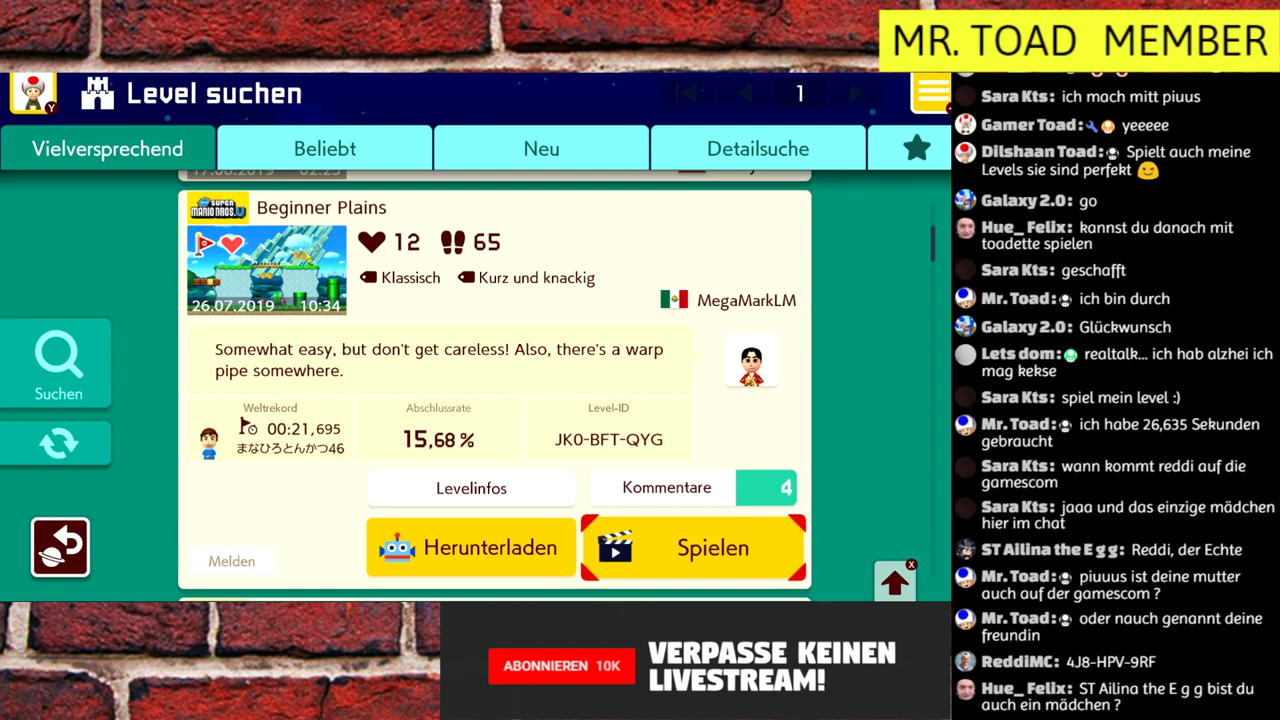 MR. TOAD MEMBER
Level suchen
1
Y
Vielversprechend
Beliebt
Neu
Detailsuche
SUPER
MARIO BROS. U
Beginner Plains
26.07.2019 10:34
12
65
Klassisch
Kurz und knackig
MegaMarkLM
Somewhat easy, but don't get careless! Also, there's a warp
pipe somewhere.
Weltrekord
00:21,695
まなひろとんかつ46
Abschlussrate
15,68 %
Level-ID
JK0-BFT-QYG
Levelinfos
Kommentare
4
Herunterladen
Spielen
Melden
Suchen
X
ABONNIEREN 10K
VERPASSE KEINEN
LIVESTREAM!
Sara Kts: ich mach mitt piuus
Gamer Toad: yeeeee
Dilshaan Toad: Spielt auch meine
Levels sie sind perfekt
Galaxy 2.0: go
Hue_ Felix: kannst du danach mit
toadette spielen
Sara Kts: geschafft
Mr. Toad: ich bin durch
Galaxy 2.0: Glückwunsch
Lets dom: realtalk... ich hab alzhei ich
mag kekse
Sara Kts: spiel mein level :)
Mr. Toad: ich habe 26,635 Sekunden
gebraucht
Sara Kts: wann kommt reddi auf die
gamescom
Sara Kts: jaaa und das einzige mädchen
hier im chat
ST Ailina the E g g: Reddi, der Echte
Mr. Toad: piuuus ist deine mutter
auch auf der gamescom ?
Mr. Toad: oder nauch genannt deine
freundin
ReddiMC: 4J8-HPV-9RF
Hue_ Felix: ST Ailina the E g g bist du
auch ein mädchen ?